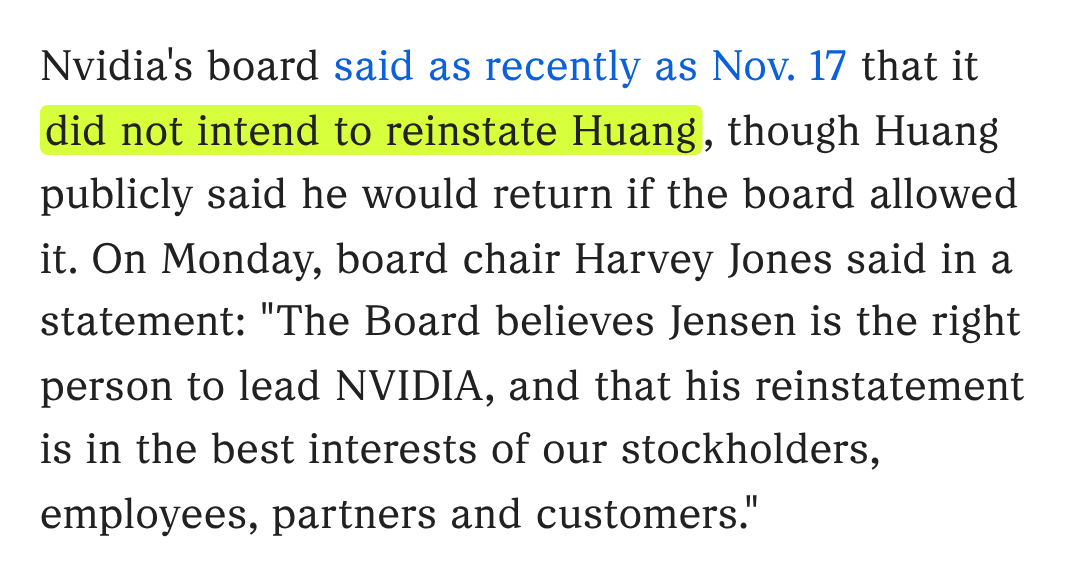 Nvidia's board said as recently as Nov. 17 that it
did not intend to reinstate Huang, though Huang
publicly said he would return if the board allowed
it. On Monday, board chair Harvey Jones said in a
statement: "The Board believes Jensen is the right
person to lead NVIDIA, and that his reinstatement
is in the best interests of our stockholders,
employees, partners and customers."